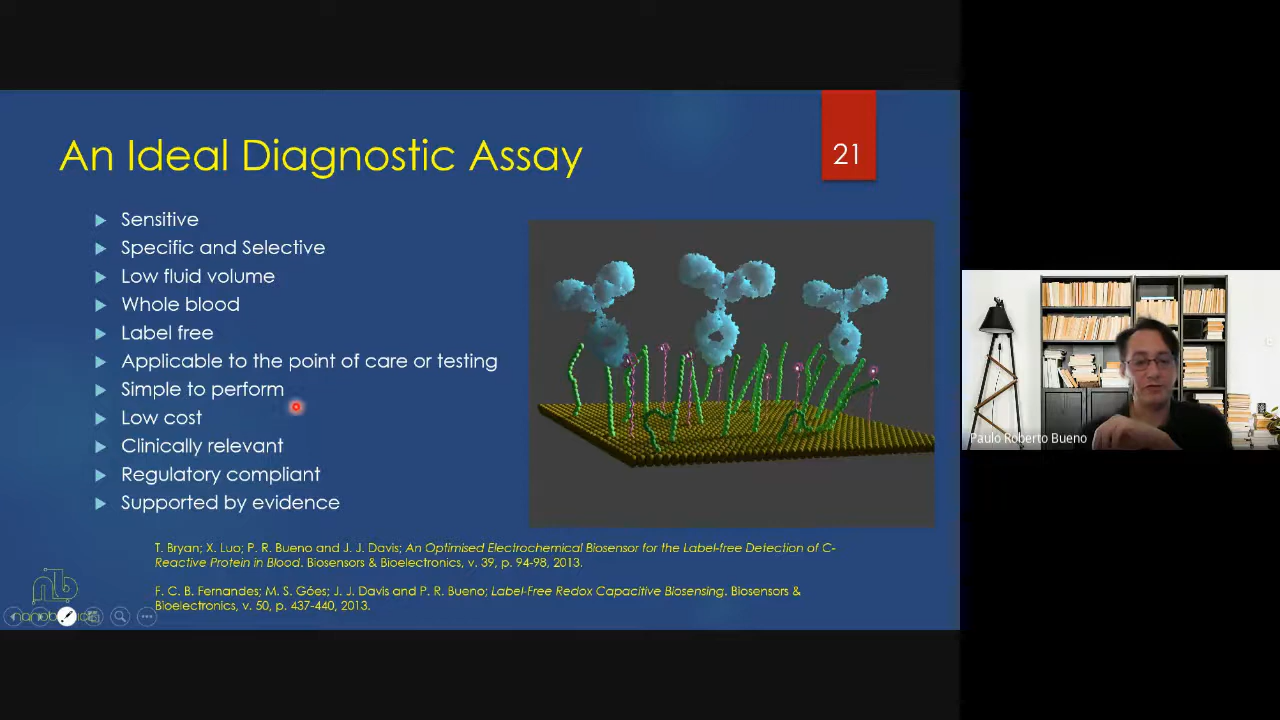 An Ideal Diagnostic Assay
21
Sensitive
Specific and Selective
Low fluid volume
Whole blood
Label free
Applicable to the point of care or testing
Simple to perform
Low cost
Clinically relevant
Regulatory compliant
Supported by evidence
T. Bryan; X. Luo; P. R. Bueno and J. J. Davis; An Optimised Electrochemical Biosensor for the Label-free Detection of C-
Reactive Protein in Blood. Biosensors & Bioelectronics, v. 39, p. 94-98, 2013.
F. C. B. Fernandes; M. S. Góes; J. J. Davis and P. R. Bueno; Label-Free Redox Capacitive Biosensing. Biosensors &
Bioelectronics, v. 50, p. 437-440, 2013.
nb
Paulo Roberto Bueno